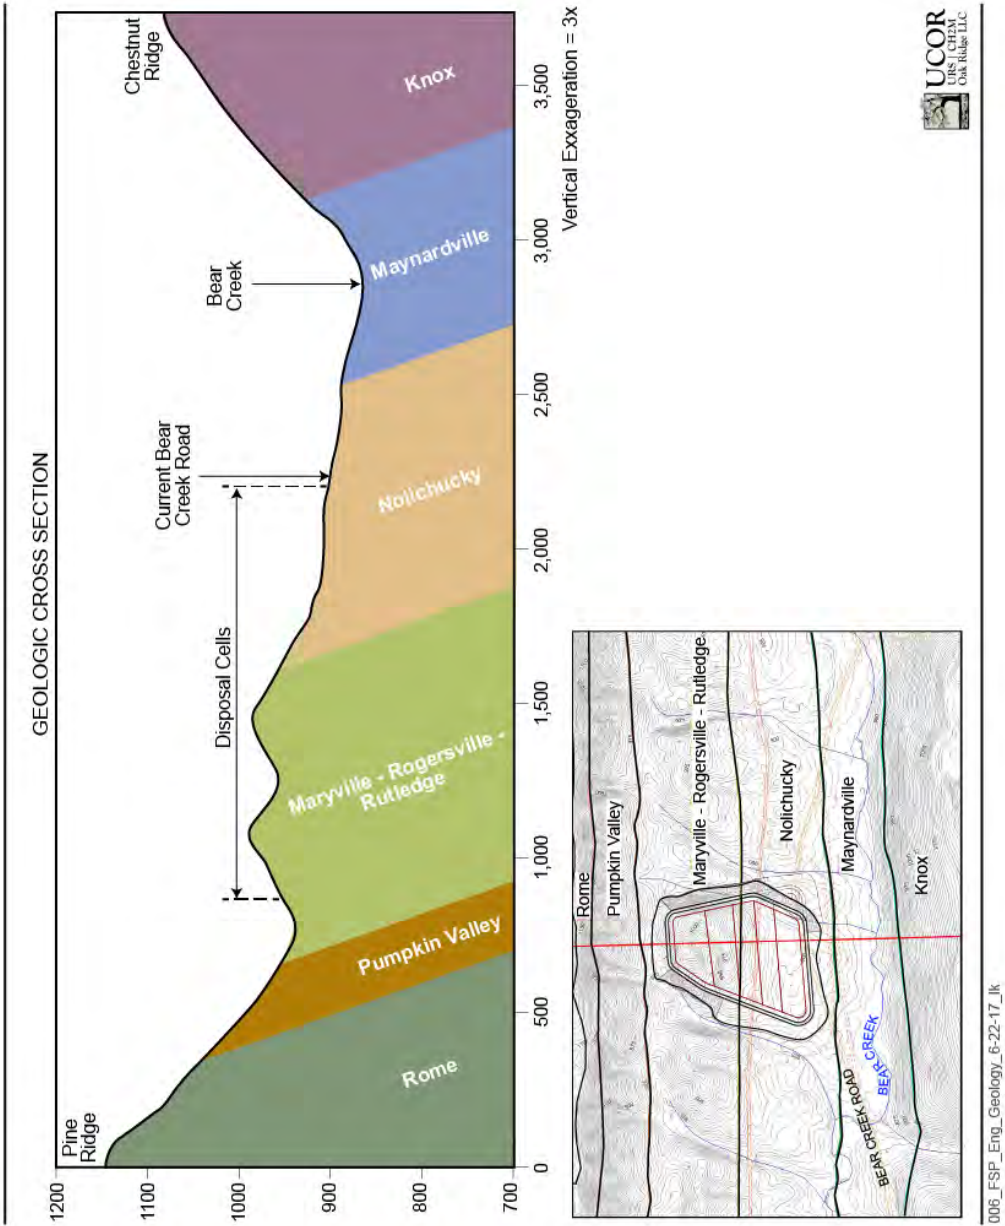 GEOLOGIC CROSS SECTION
1200
1100
1000
900
800
700
0
500
1,000
1,500
2,000
2,500
3,000
3,500
Pine
Ridge
Disposal Cells
Current Bear
Creek Road
Bear
Creek
Chestnut
Ridge
Rome
Pumpkin Valley
Maryville - Rogersville -
Rutledge
Nolichucky
Maynardville
Knox
Vertical Exxageration = 3x
Rome
Pumpkin Valley
Maryville - Rogersville - Rutledge
Nolichucky
Maynardville
Knox
BEAR CREEK ROAD
BEAR CREEK
UCOR
URS | CH2M
Oak Ridge LLC
006_FSP_Eng_Geology_6-22-17_lk